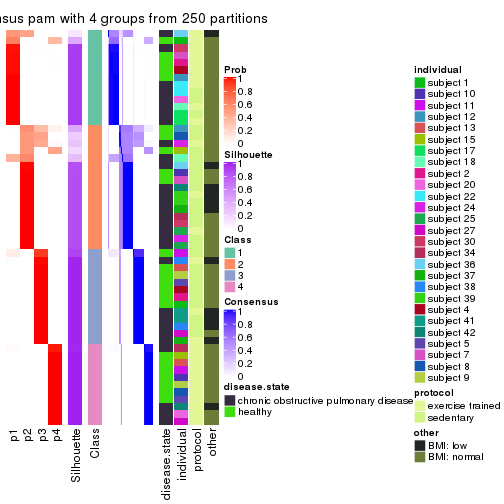 nsus pam with 4 groups from 250 partitions
Prob
1
0.8
0.6
0.4
0.2
0
Silhouette
1
0.8
0.6
0.4
0.2
0
Class
1
2
3
4
Consensus
1
0.8
0.6
0.4
0.2
0
disease.state
chronic obstructive pulmonary disease
healthy
individual
subject 1
subject 10
subject 11
subject 12
subject 13
subject 15
subject 17
subject 18
subject 2
subject 20
subject 22
subject 24
subject 25
subject 27
subject 30
subject 34
subject 36
subject 37
subject 38
subject 39
subject 4
subject 41
subject 42
subject 5
subject 7
subject 8
subject 9
protocol
exercise trained
sedentary
other
BMI: low
BMI: normal
p1
p2
p3
p4
Silhouette
Class
disease.state
individual
protocol
other